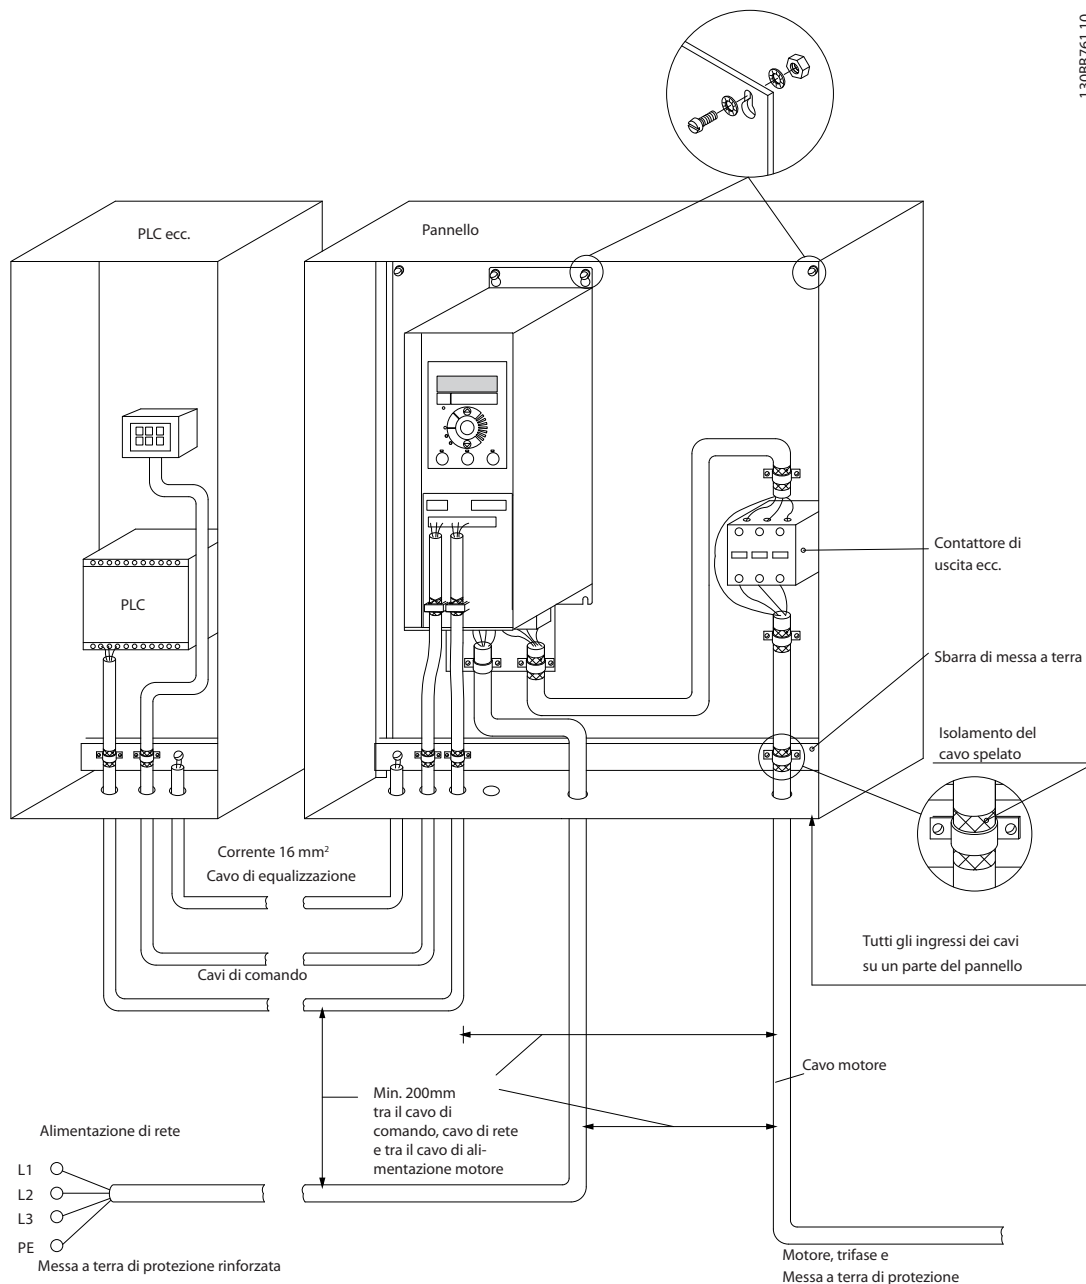 130BB761.10
PLC ecc.
Pannello
PLC
Contattore di
uscita ecc.
Sbarra di messa a terra
Isolamento del
cavo spelato
Corrente 16 mm²
Cavo di equalizzazione
Tutti gli ingressi dei cavi
su un parte del pannello
Cavi di comando
Cavo motore
Min. 200mm
tra il cavo di
comando, cavo di rete
e tra il cavo di ali-
mentazione motore
Alimentazione di rete
L1
L2
L3
PE
Messa a terra di protezione rinforzata
Motore, trifase e
Messa a terra di protezione